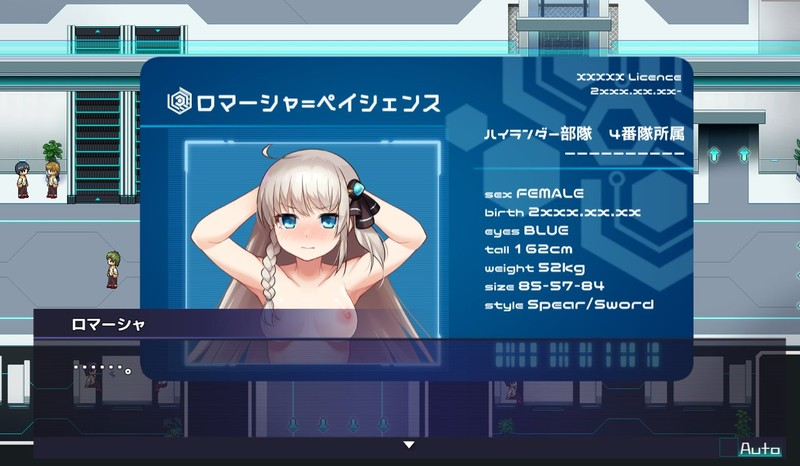 XXXXX Licence
2xxx.xx.xx-
ロマーシャ=ペイシェンス
ハイランダー部隊　4番隊所属
sex FEMALE
birth 2xxx.xx.xx
eyes BLUE
tall 162cm
weight 52kg
size 85-57-84
style Spear/Sword
ロマーシャ
・・・・・・。
Auto